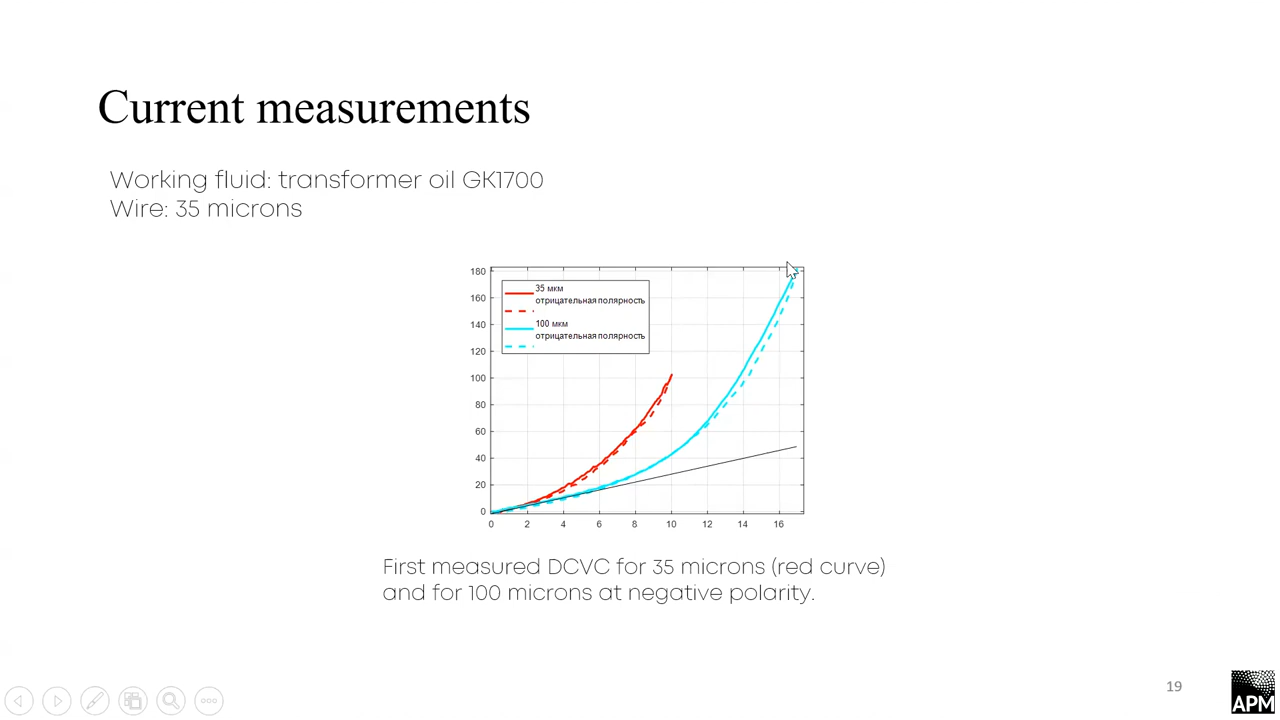 Current measurements
Working fluid: transformer oil GK1700
Wire: 35 microns
180
160
140
120
100
80
60
40
20
0
35 мкм
отрицательная полярность
100 мкм
отрицательная полярность
0 2 4 6 8 10 12 14 16
First measured DCVC for 35 microns (red curve)
and for 100 microns at negative polarity.
19
APM